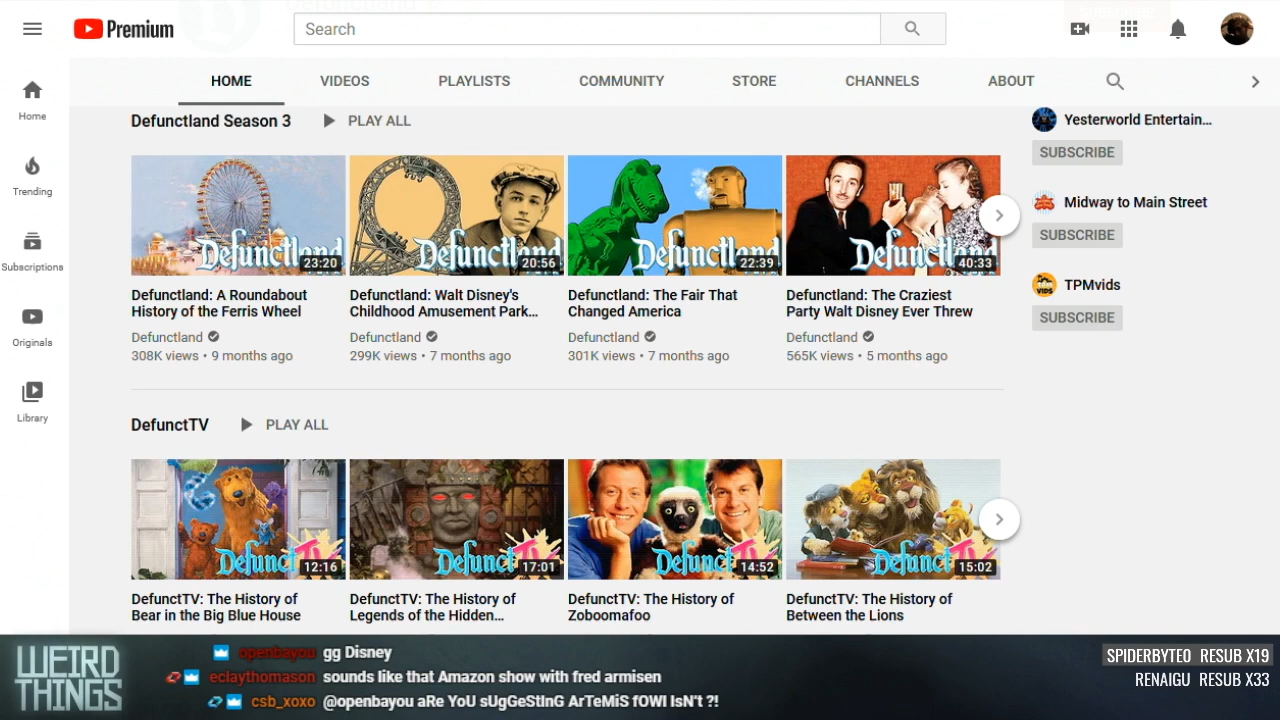 Premium
Search
HOME
VIDEOS
PLAYLISTS
COMMUNITY
STORE
CHANNELS
ABOUT
Home
Trending
Subscriptions
Originals
Library
Defunctland Season 3
PLAY ALL
Defunctland
23:20
Defunctland
20:56
Defunctland
22:39
Defunctland
40:33
Defunctland: A Roundabout
History of the Ferris Wheel
Defunctland
308K views • 9 months ago
Defunctland: Walt Disney's
Childhood Amusement Park...
Defunctland
299K views • 7 months ago
Defunctland: The Fair That
Changed America
Defunctland
301K views • 7 months ago
Defunctland: The Craziest
Party Walt Disney Ever Threw
Defunctland
565K views • 5 months ago
DefunctTV
PLAY ALL
DefunctTV
12:16
DefunctTV
17:01
DefunctTV
14:52
DefunctTV
15:02
DefunctTV: The History of
Bear in the Big Blue House
DefunctTV: The History of
Legends of the Hidden...
DefunctTV: The History of
Zoboomafoo
DefunctTV: The History of
Between the Lions
Yesterworld Entertain...
SUBSCRIBE
Midway to Main Street
SUBSCRIBE
TPMvids
SUBSCRIBE
WEIRD
THINGS
openbayou gg Disney
eclaythomason sounds like that Amazon show with fred armisen
csb_xoxo @openbayou aRe YoU sUgGeStInG ArTeMiS fOWl IsN't ?!
SPIDERBYTE0 RESUB X19
RENAIGU RESUB X33